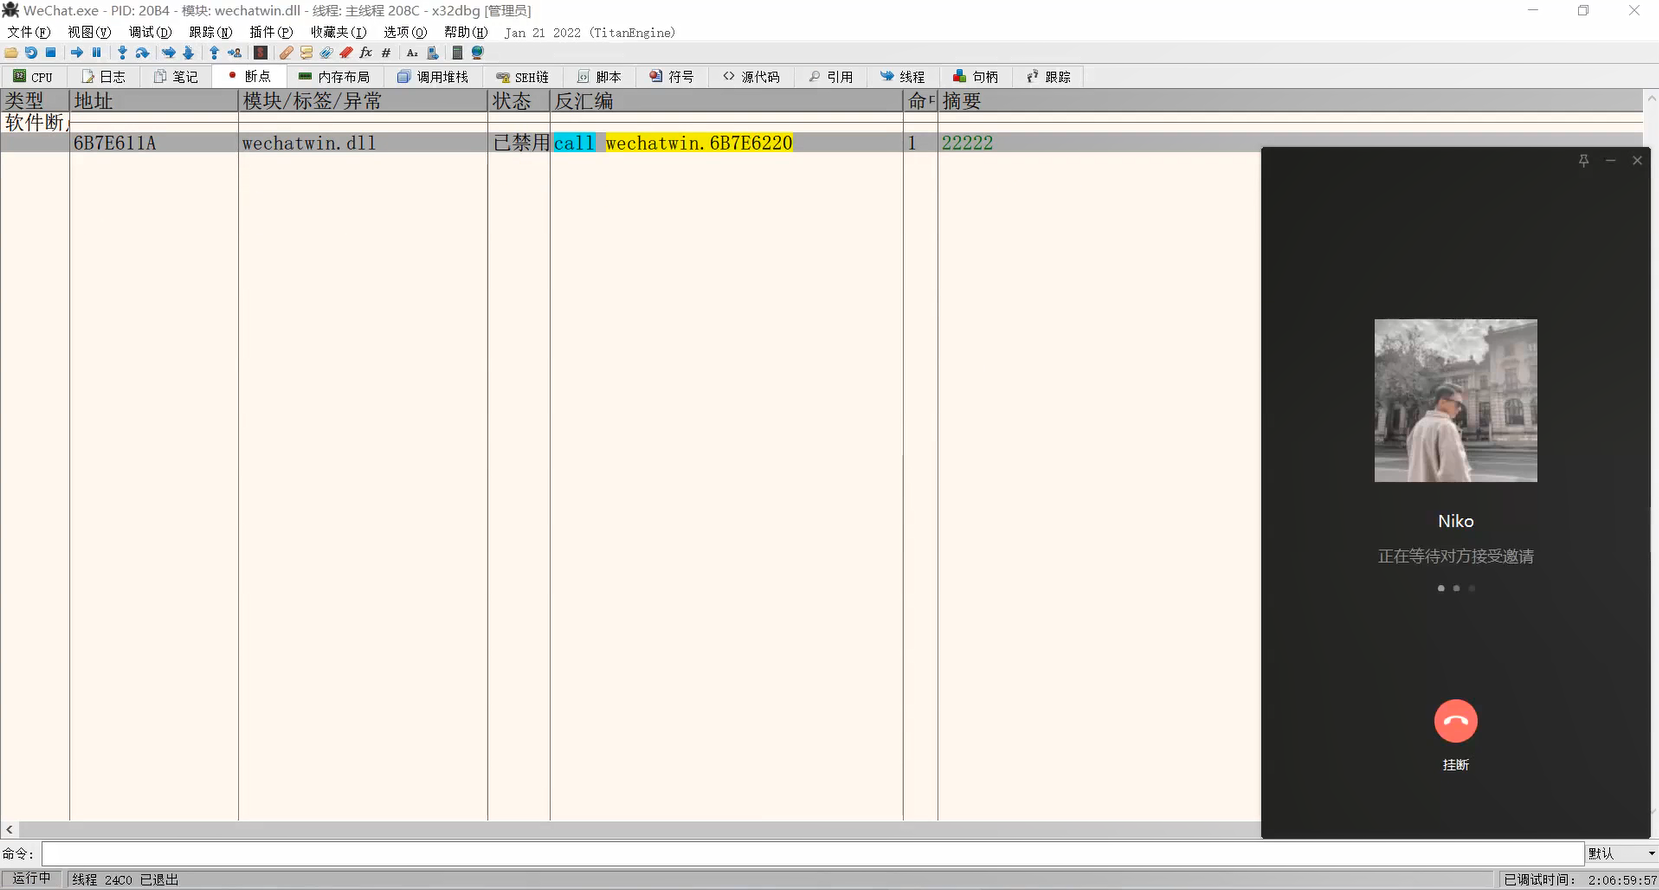 WeChat.exe - PID: 20B4 - 模块: wechatwin.dll - 线程: 主线程 208C - x32dbg [管理员]
文件(F) 视图(V) 调试(D) 跟踪(N) 插件(P) 收藏夹(I) 选项(O) 帮助(H) Jan 21 2022 (TitanEngine)
CPU 日志 笔记 断点 内存布局 调用堆栈 SEH链 脚本 符号 源代码 引用 线程 句柄 跟踪
类型 地址 模块/标签/异常 状态 反汇编 命 摘要
软件断
6B7E611A wechatwin.dll 已禁用 call wechatwin.6B7E6220 1 22222
Niko
正在等待对方接受邀请
挂断
命令: 默认
运行中 线程 24C0 已退出 已调试时间: 2:06:59:57